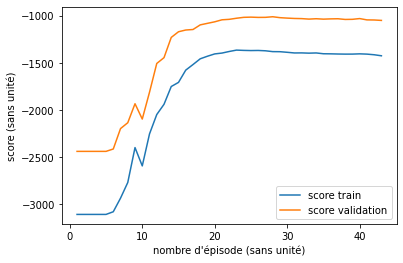 −1000
−1500
−2000
−2500
−3000
score (sans unité)
score train
score validation
0
10
20
30
40
nombre d'épisode (sans unité)